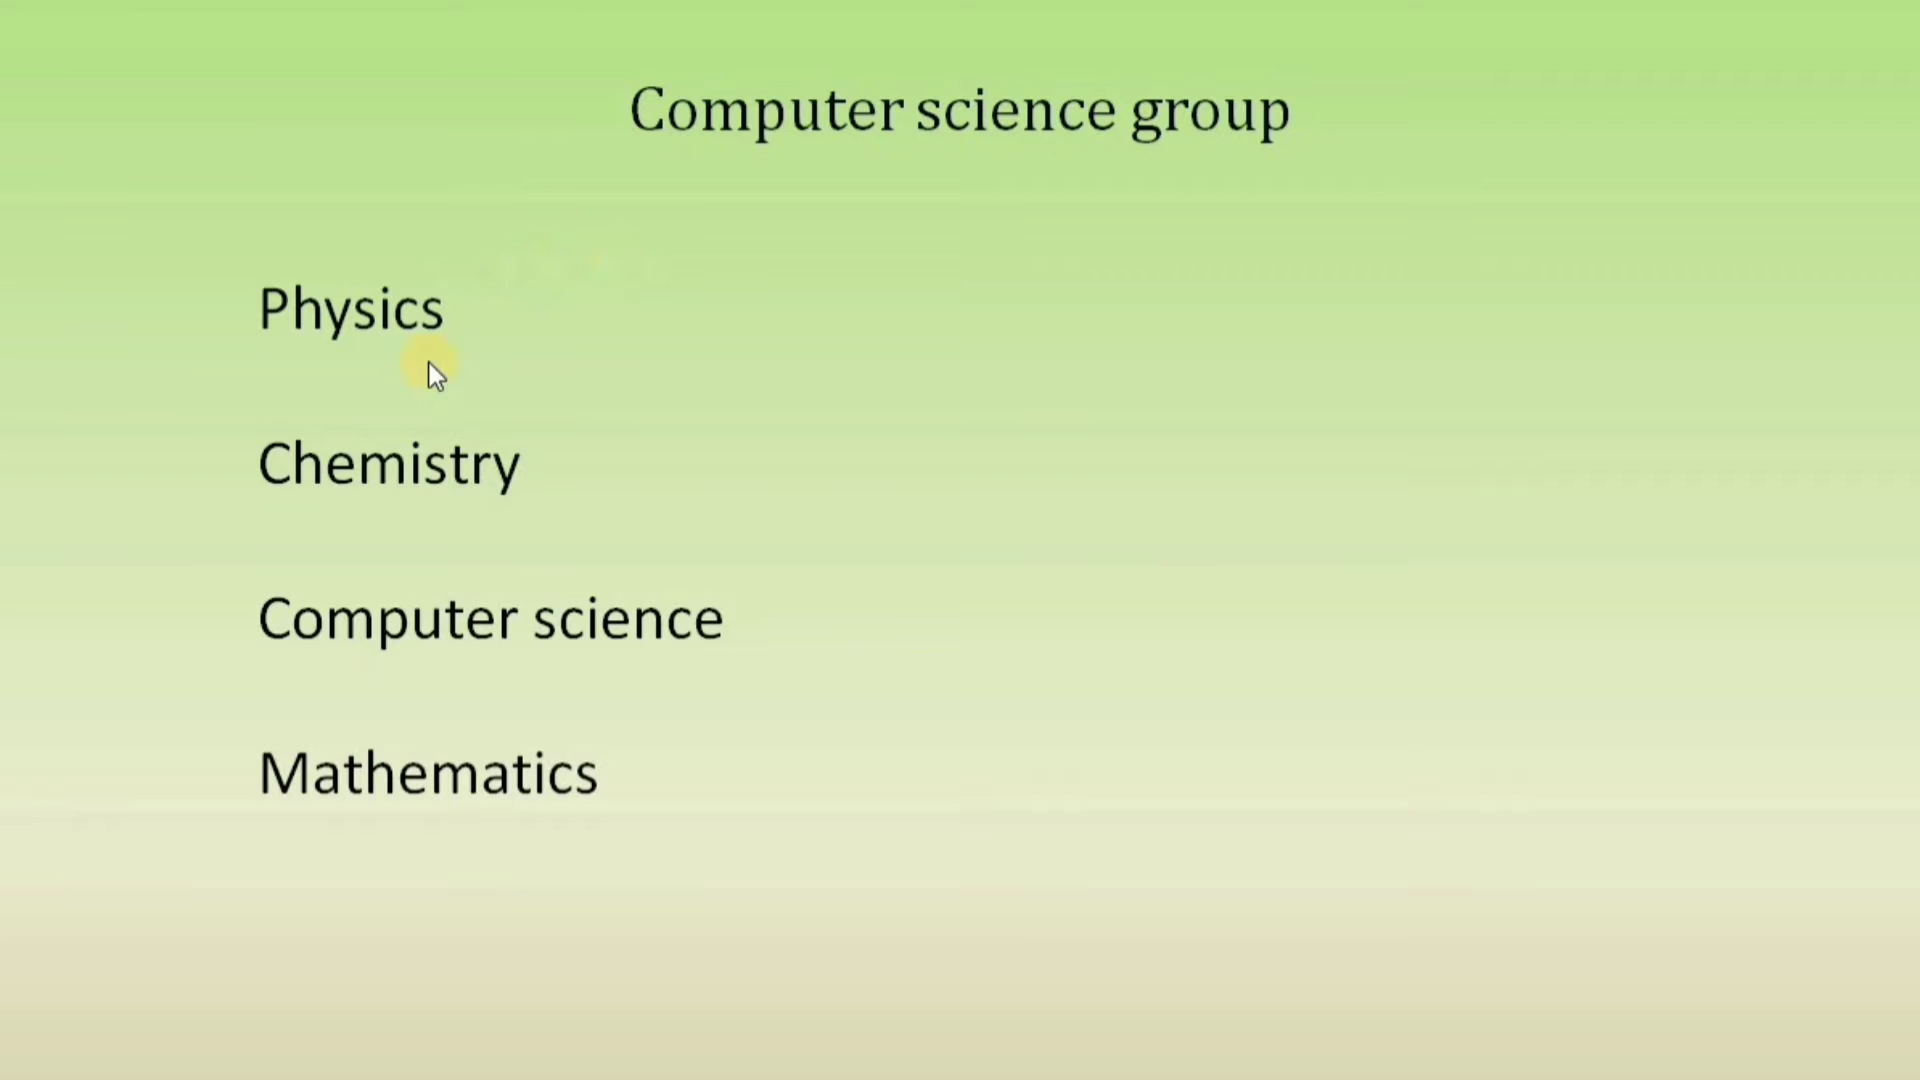 Computer science group
Physics
Chemistry
Computer science
Mathematics